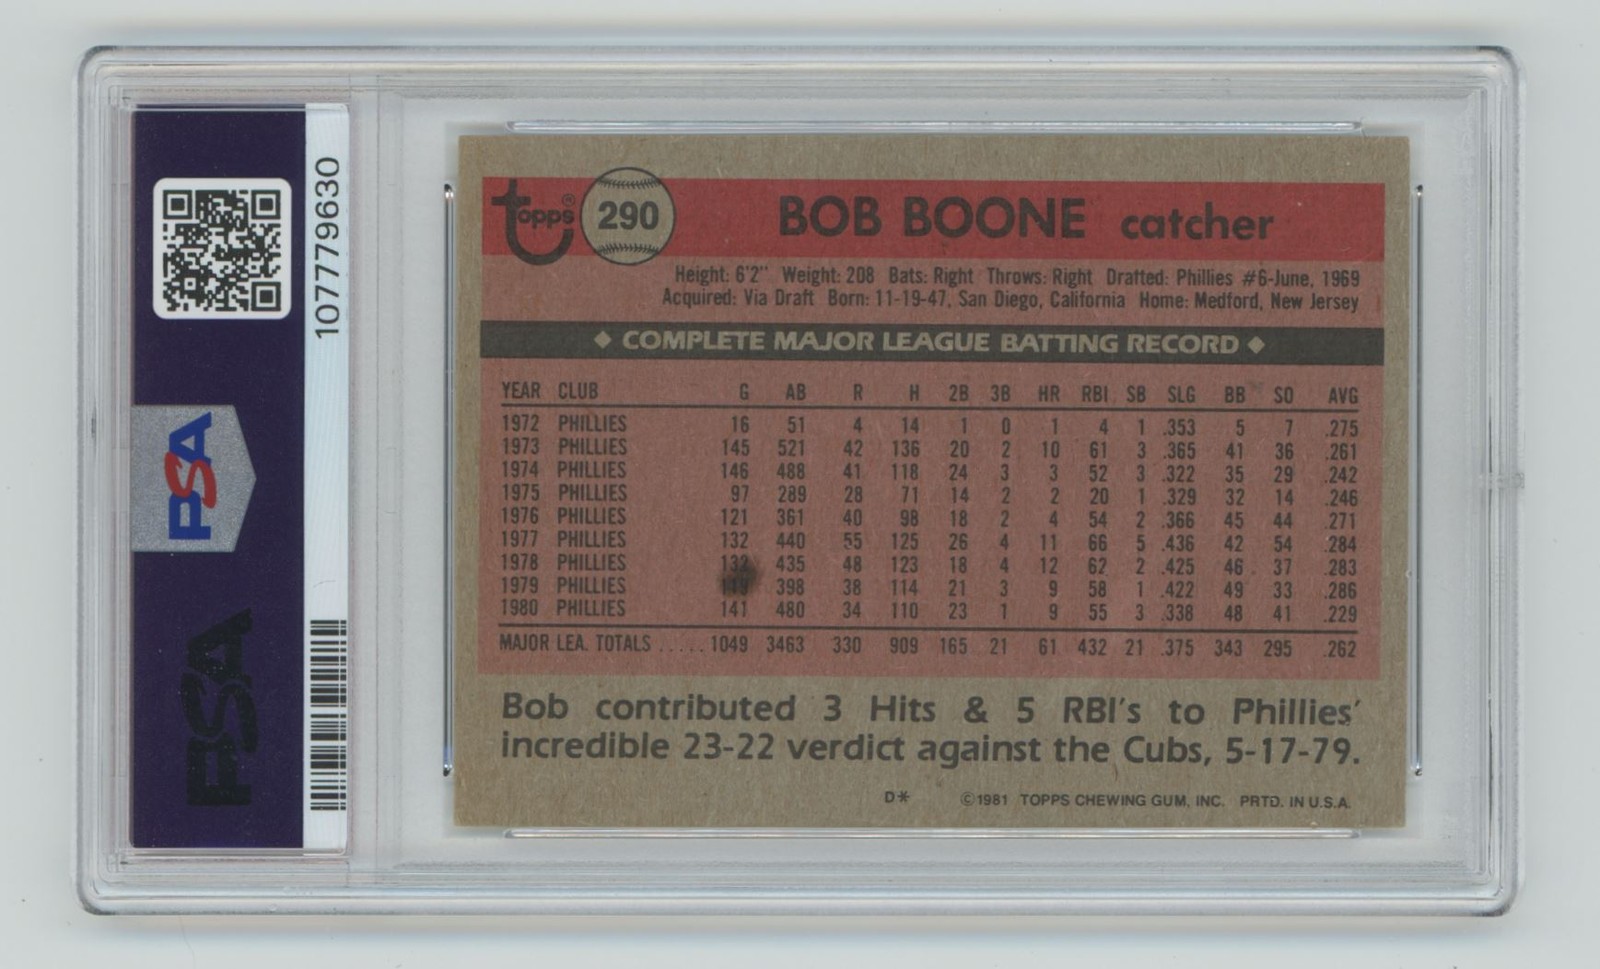 107779630
PSA
PSA
topps® 290 BOB BOONE catcher
Height: 6'2" Weight: 208 Bats: Right Throws: Right Drafted: Phillies #6-June, 1969
Acquired: Via Draft Born: 11-19-47, San Diego, California Home: Medford, New Jersey
◆ COMPLETE MAJOR LEAGUE BATTING RECORD ◆
YEAR CLUB G AB R H 2B 3B HR RBI SB SLG BB SO AVG
1972 PHILLIES 16 51 4 14 1 0 1 4 1 .353 5 7 .275
1973 PHILLIES 145 521 42 136 20 2 10 61 3 .365 41 36 .261
1974 PHILLIES 146 488 41 118 24 3 3 52 3 .322 35 29 .242
1975 PHILLIES 97 289 28 71 14 2 2 20 1 .329 32 14 .246
1976 PHILLIES 121 361 40 98 18 2 4 54 2 .366 45 44 .271
1977 PHILLIES 132 440 55 125 26 4 11 66 5 .436 42 54 .284
1978 PHILLIES 132 435 48 123 18 4 12 62 2 .425 46 37 .283
1979 PHILLIES 398 38 114 21 3 9 58 1 .422 49 33 .286
1980 PHILLIES 141 480 34 110 23 1 9 55 3 .338 48 41 .229
MAJOR LEA. TOTALS ..... 1049 3463 330 909 165 21 61 432 21 .375 343 295 .262
Bob contributed 3 Hits & 5 RBI's to Phillies'
incredible 23-22 verdict against the Cubs, 5-17-79.
D* ©1981 TOPPS CHEWING GUM, INC. PRTD. IN U.S.A.